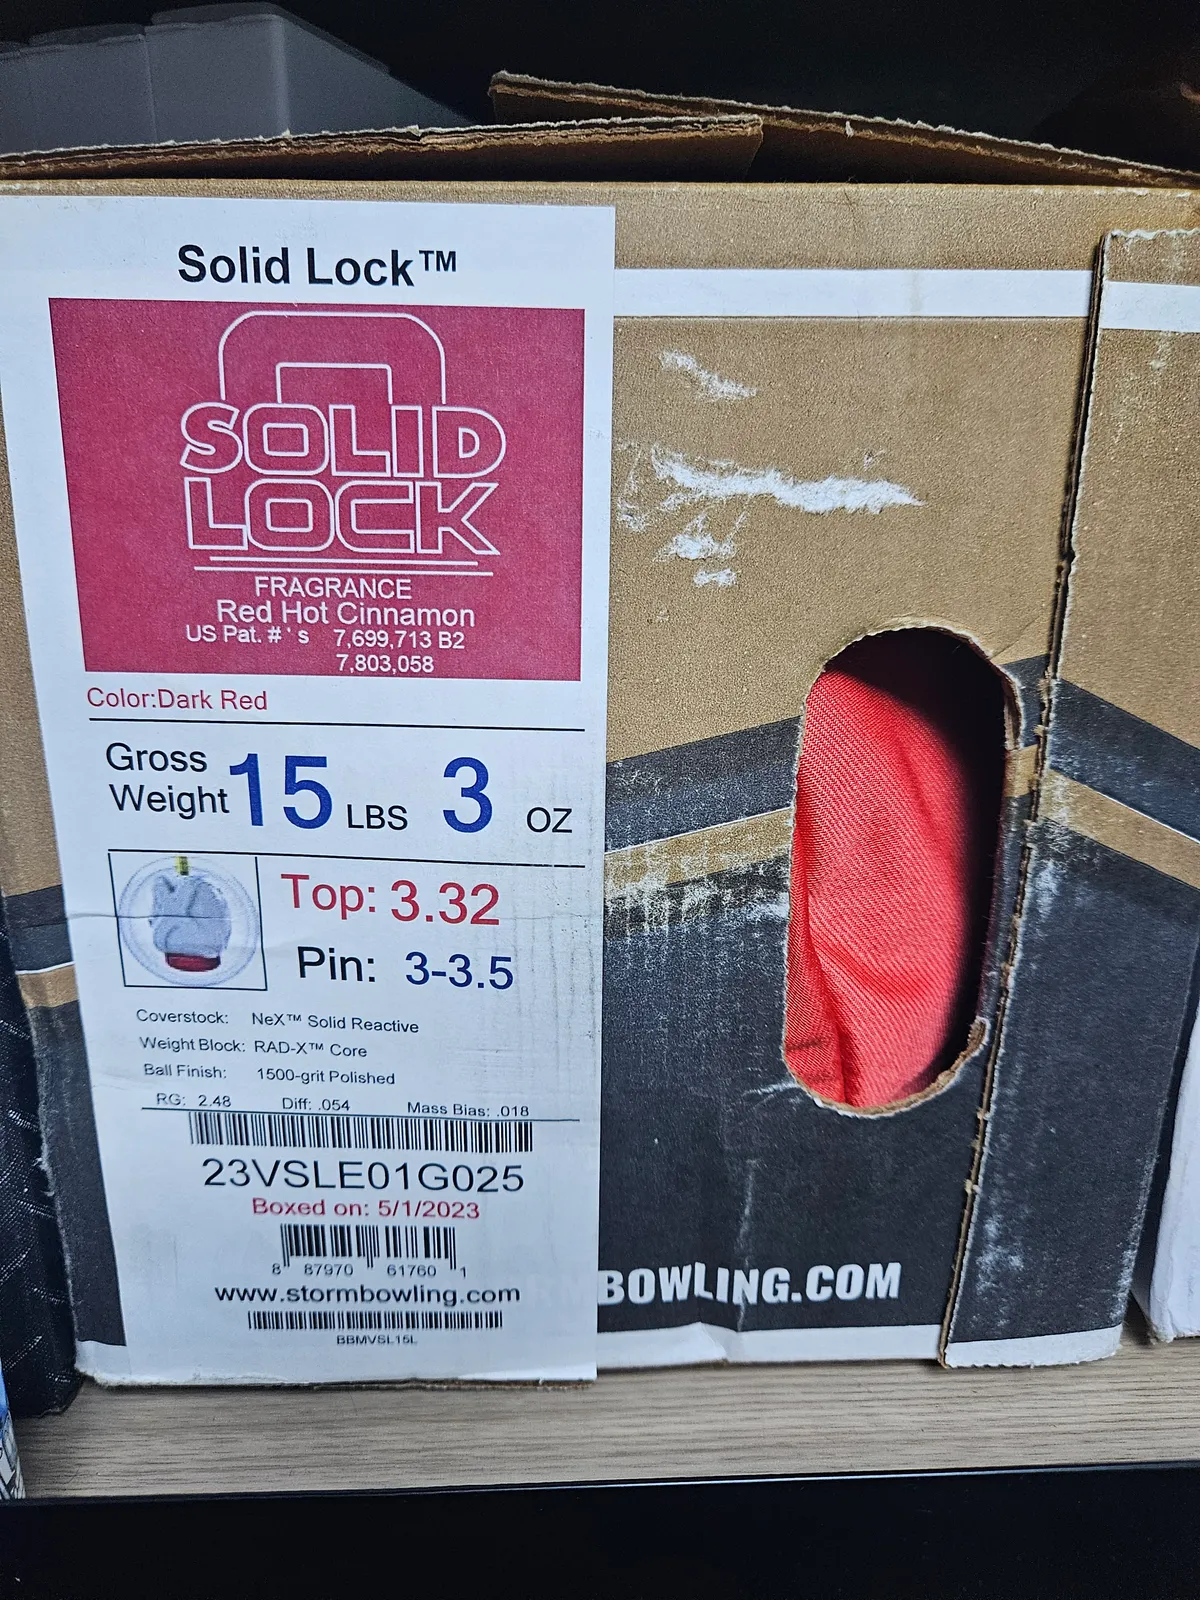 Solid Lock™
SOLID
LOCK
FRAGRANCE
Red Hot Cinnamon
US Pat. #'s 7,699,713 B2
7,803,058
Color:Dark Red
Gross
Weight 15 LBS 3 OZ
Top: 3.32
Pin: 3-3.5
Coverstock: NeX™ Solid Reactive
Weight Block: RAD-X™ Core
Ball Finish: 1500-grit Polished
RG: 2.48 Diff: .054 Mass Bias: .018
23VSLE01G025
Boxed on: 5/1/2023
8 87970 61760 1
www.stormbowling.com
BBMVSL15L
BOWLING.COM